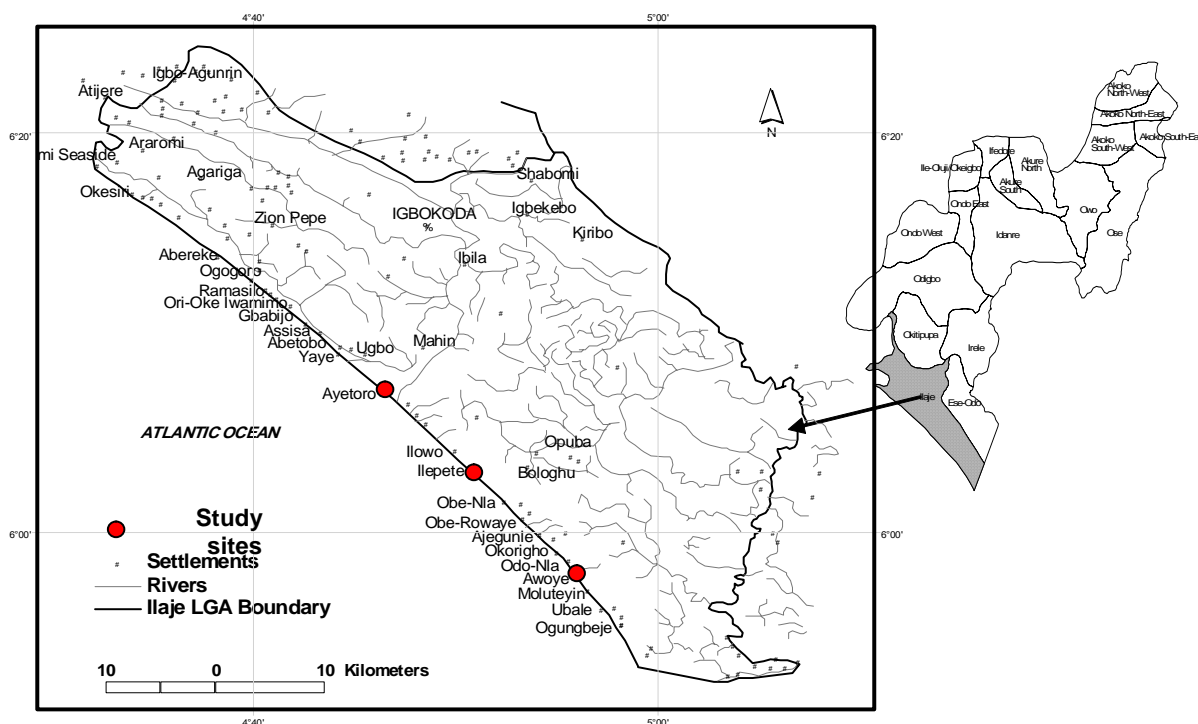 4°40'
5°00'
Igbo-Agunrin
Atijere
N
6°20'
6°20'
Araromi
mi Seaside
Agariga
Shabomi
Okesiri
Zion Pepe
IGBOKODA
Igbekebo
Kiribo
Abereke
Ibila
Ogogoro
Ramasilo
Ori-Oke Iwamimo
Gbabijo
Assisa
Abetobo
Mahin
Yaye
Ugbo
Ayetoro
ATLANTIC OCEAN
Opuba
Ilowo
Ilepete
Bologhu
Obe-Nla
Obe-Rowaye
Ajegunle
Okorigho
Odo-Nla
Awoye
Moluteyin
Ubale
Ogungbeje
6°00'
6°00'
Study
sites
Settlements
Rivers
Ilaje LGA Boundary
10 0 10 Kilometers
4°40'
5°00'
Akoko
North-West
Akoko North-East
Akoko
South-West
Akoko South-Ea
Ifedore
Ile-Oluji/Okeigbo
Akure
North
Akure
South
Ondo East
Owo
Ondo West
Idanre
Ose
Odigbo
Okitipupa
Irele
Ilaje
Ese-Odo